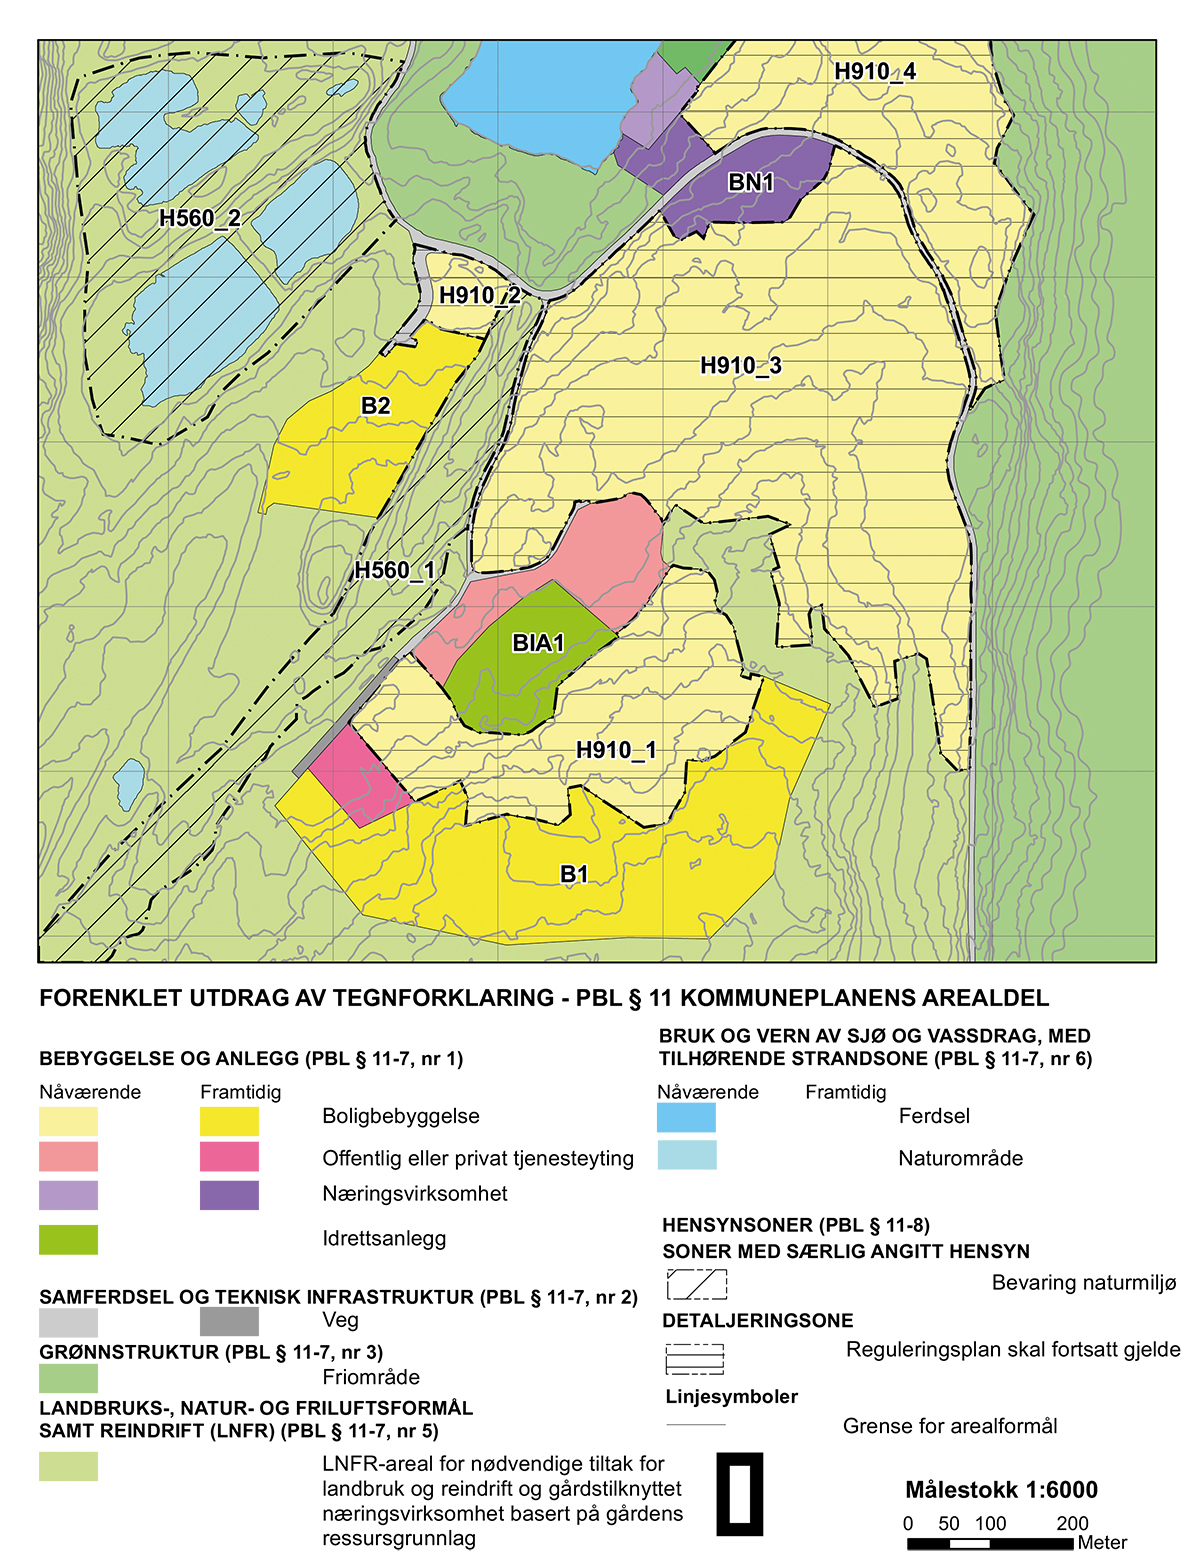 H910_4
BN1
H560_2
H910_2
H910_3
B2
H560_1
BIA1
H910_1
B1
FORENKLET UTDRAG AV TEGNFORKLARING - PBL § 11 KOMMUNEPLANENS AREALDEL
BEBYGGELSE OG ANLEGG (PBL § 11-7, nr 1)
Nåværende Framtidig
Boligbebyggelse
Offentlig eller privat tjenesteyting
Næringsvirksomhet
Idrettsanlegg
SAMFERDSEL OG TEKNISK INFRASTRUKTUR (PBL § 11-7, nr 2)
Veg
GRØNNSTRUKTUR (PBL § 11-7, nr 3)
Friområde
LANDBRUKS-, NATUR- OG FRILUFTSFORMÅL
SAMT REINDRIFT (LNFR) (PBL § 11-7, nr 5)
LNFR-areal for nødvendige tiltak for
landbruk og reindrift og gårdstilknyttet
næringsvirksomhet basert på gårdens
ressursgrunnlag
BRUK OG VERN AV SJØ OG VASSDRAG, MED
TILHØRENDE STRANDSONE (PBL § 11-7, nr 6)
Nåværende Framtidig
Ferdsel
Naturområde
HENSYNSONER (PBL § 11-8)
SONER MED SÆRLIG ANGITT HENSYN
Bevaring naturmiljø
DETALJERINGSONE
Reguleringsplan skal fortsatt gjelde
Linjesymboler
Grense for arealformål
Målestokk 1:6000
0 50 100 200
Meter